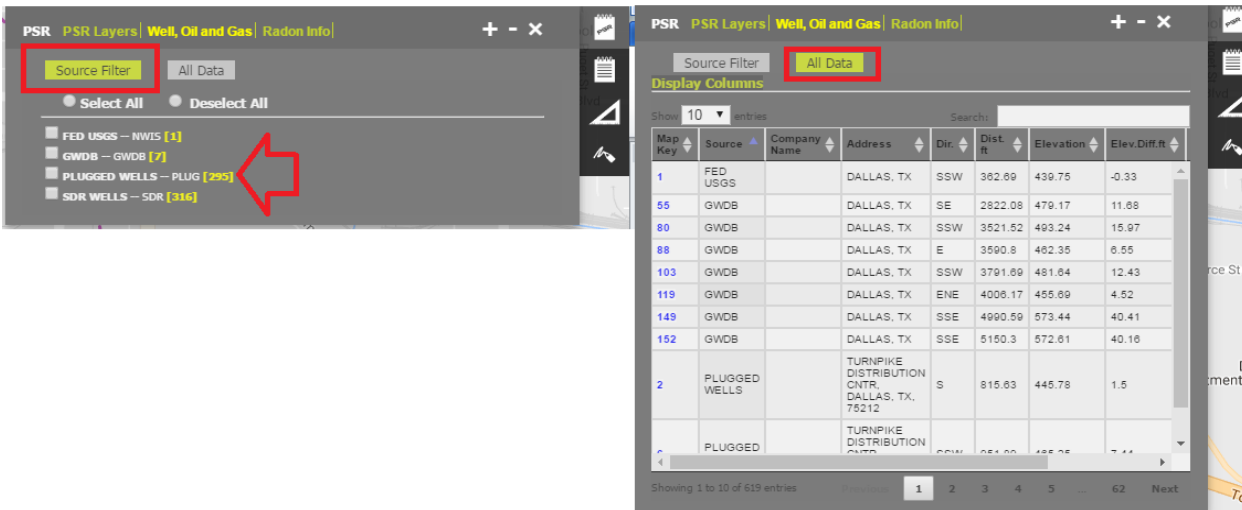 PSR PSR Layers| Well, Oil and Gas| Radon Info|
+ - ×
Source Filter All Data
Select All Deselect All
FED USGS – NWIS [1]
GWDB – GWDB [7]
PLUGGED WELLS – PLUG [295]
SDR WELLS – SDR [316]
PSR PSR Layers| Well, Oil and Gas| Radon Info|
+ - ×
Source Filter All Data
Display Columns
Show 10 entries Search:
Map Key Source Company Name Address Dir. Dist. ft Elevation Elev.Diff.ft
1 FED USGS DALLAS, TX SSW 362.69 439.75 -0.33
55 GWDB DALLAS, TX SE 2822.08 479.17 11.68
80 GWDB DALLAS, TX SSW 3521.52 493.24 15.97
88 GWDB DALLAS, TX E 3590.8 462.35 6.55
103 GWDB DALLAS, TX SSW 3791.69 481.64 12.43
119 GWDB DALLAS, TX ENE 4006.17 455.69 4.52
149 GWDB DALLAS, TX SSE 4990.59 573.44 40.41
152 GWDB DALLAS, TX SSE 5150.3 572.61 40.16
2 PLUGGED WELLS TURNPIKE DISTRIBUTION CNTR, DALLAS, TX, 75212 S 815.63 445.78 1.5
PLUGGED TURNPIKE DISTRIBUTION
Showing 1 to 10 of 619 entries Previous 1 2 3 4 5 ... 62 Next
rce St